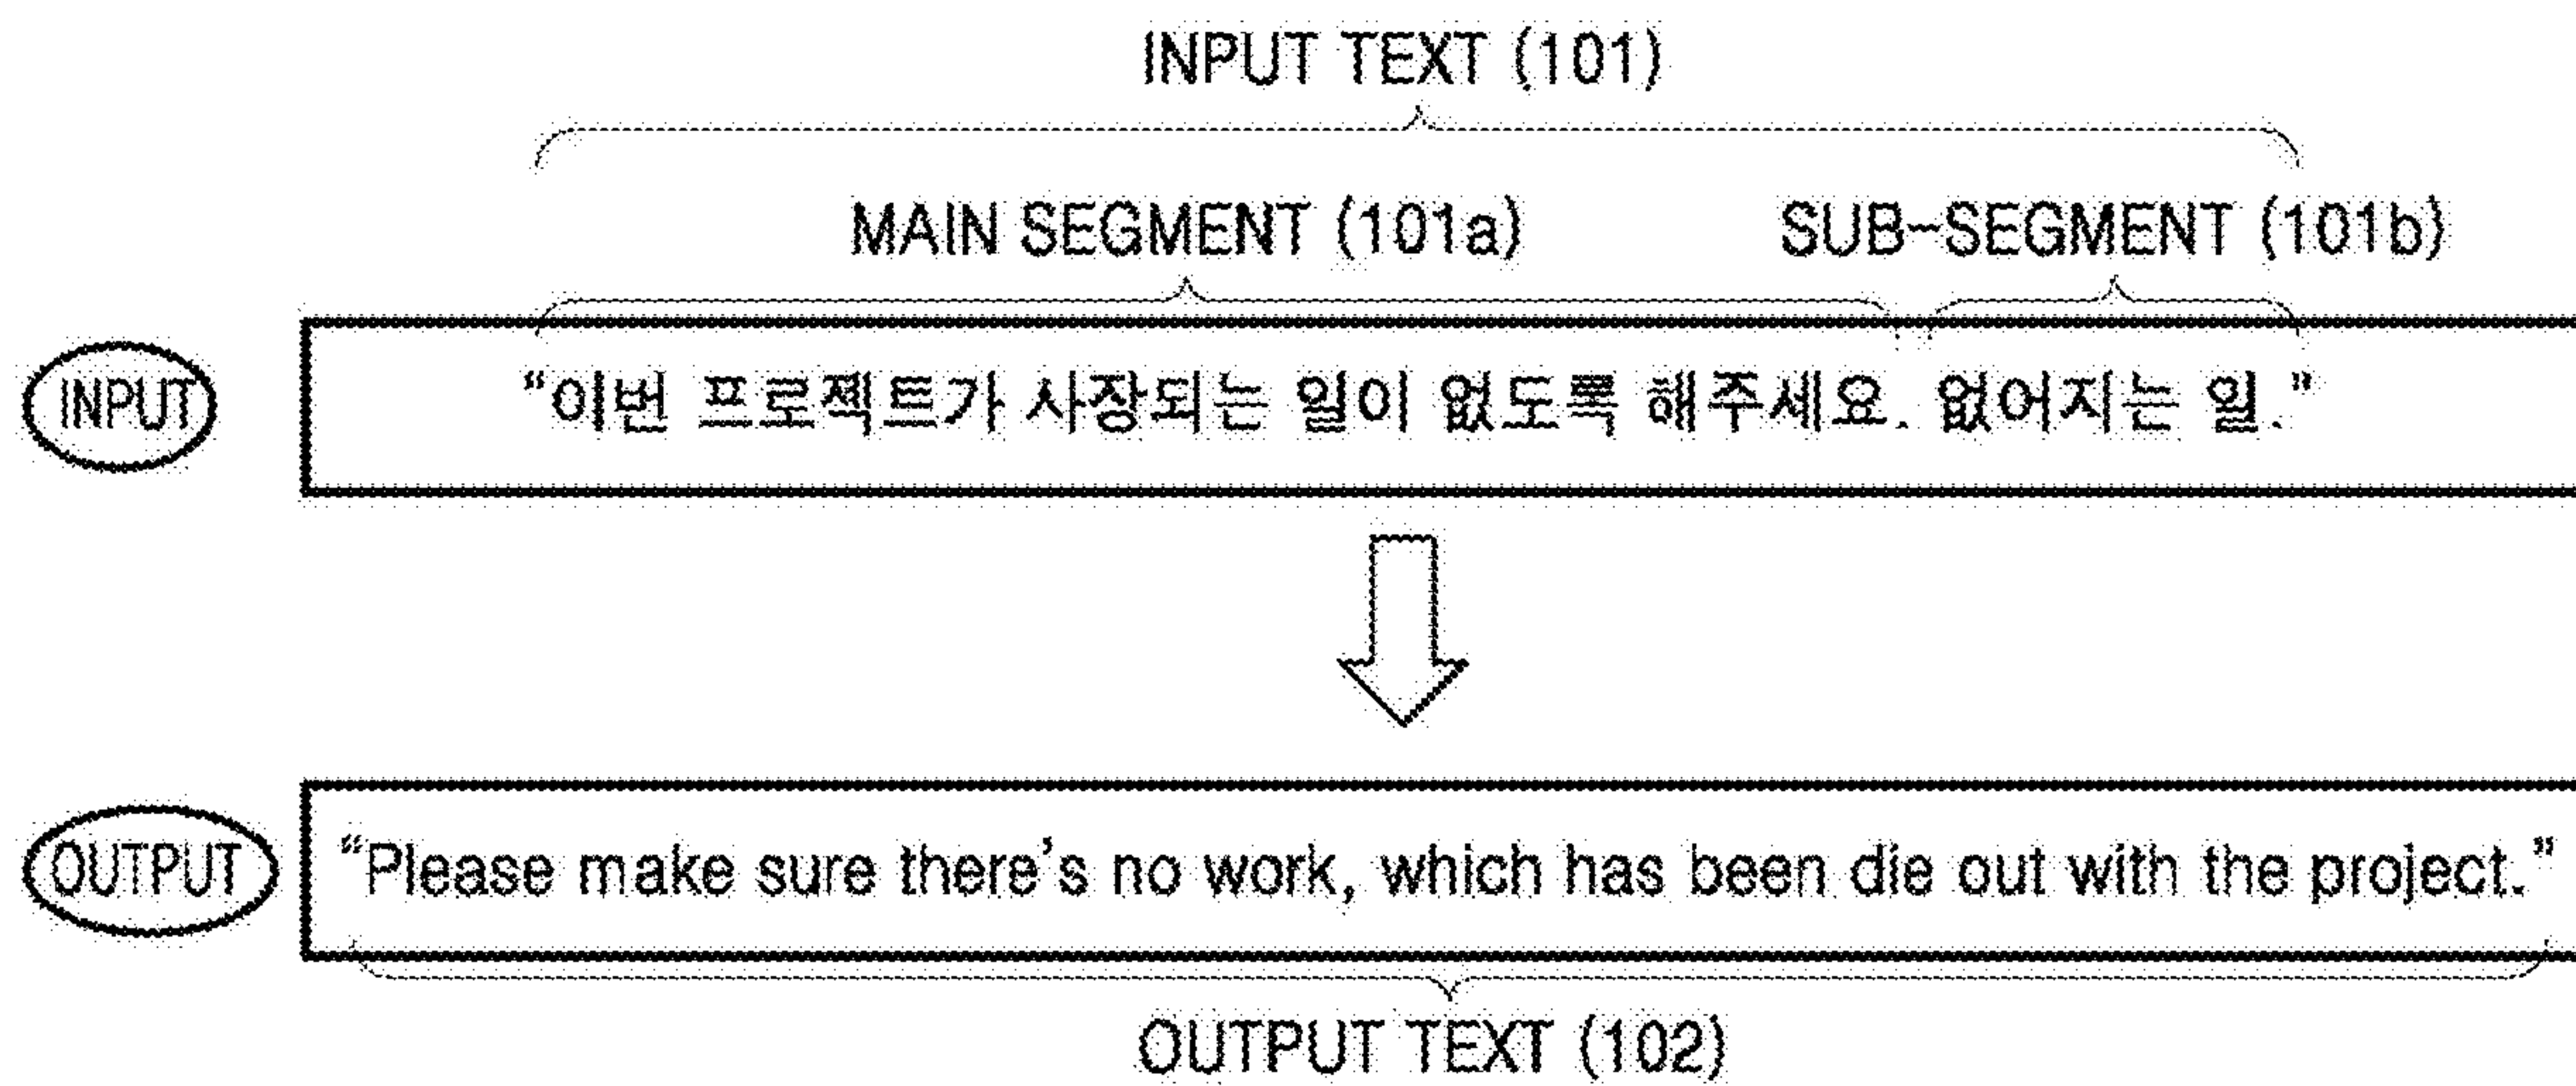 INPUT TEXT (101)
MAIN SEGMENT (101a) SUB-SEGMENT (101b)
INPUT "이번 프로젝트가 사장되는 일이 없도록 해주세요. 없어지는 일."
OUTPUT "Please make sure there's no work, which has been die out with the project."
OUTPUT TEXT (102)